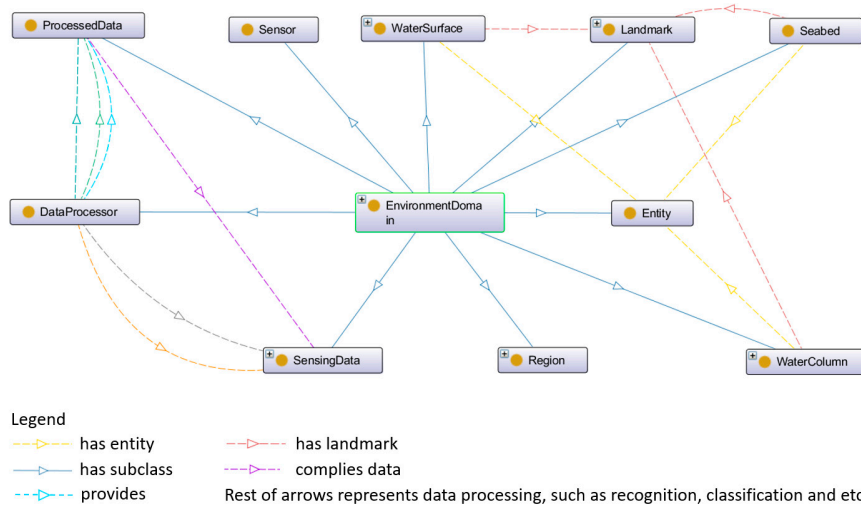 ProcessedData
Sensor
WaterSurface
Landmark
Seabed
DataProcessor
EnvironmentDoma
in
Entity
SensingData
Region
WaterColumn
Legend
has entity
has landmark
has subclass
complies data
provides
Rest of arrows represents data processing, such as recognition, classification and etc